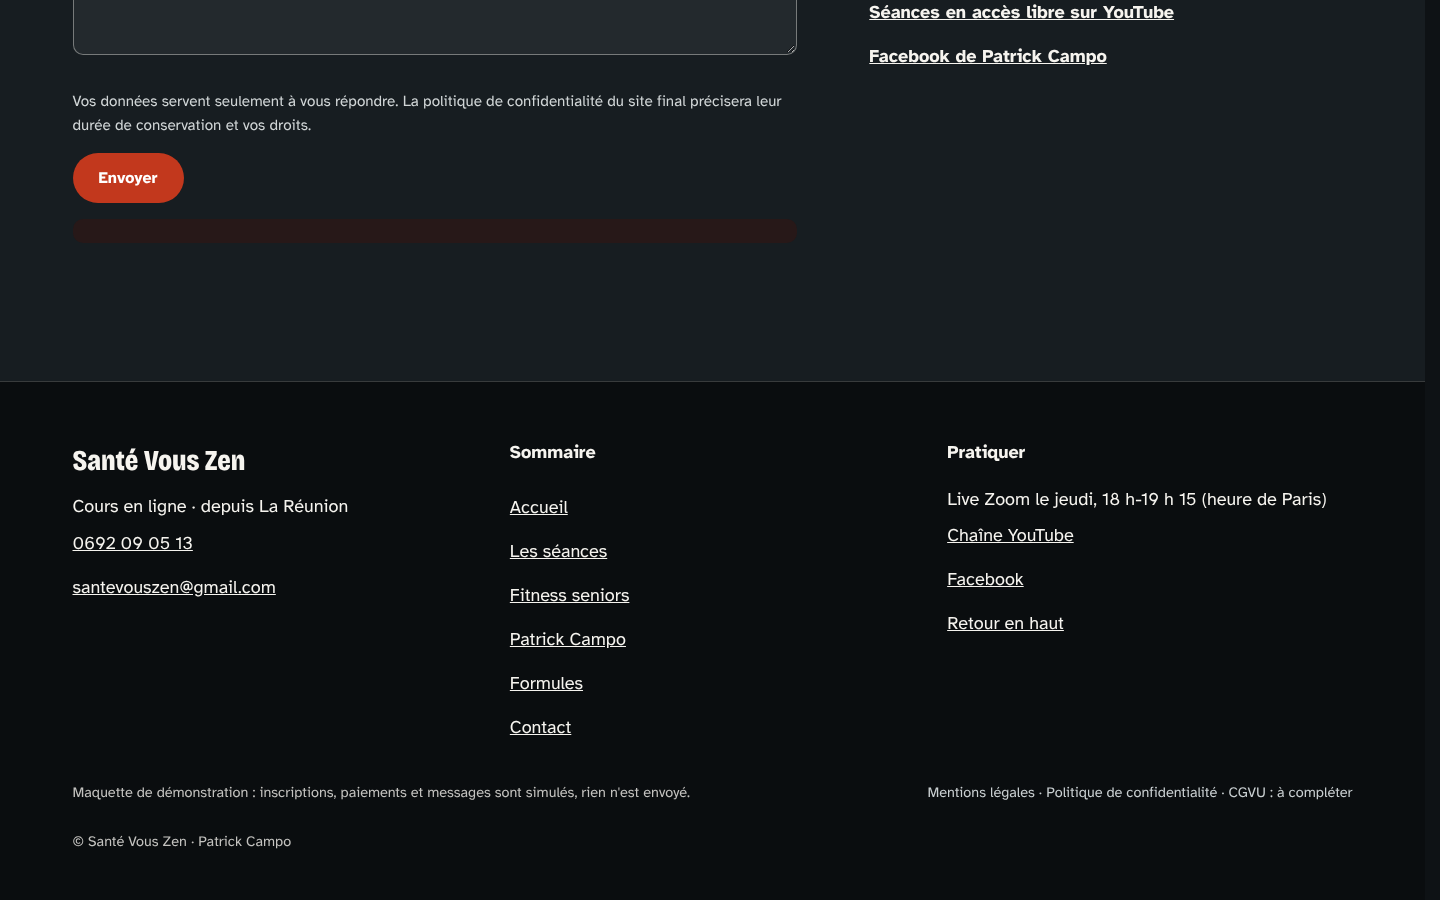 Séances en accès libre sur YouTube
Facebook de Patrick Campo
Vos données servent seulement à vous répondre. La politique de confidentialité du site final précisera leur
durée de conservation et vos droits.
Envoyer
Santé Vous Zen
Cours en ligne · depuis La Réunion
0692 09 05 13
santevouszen@gmail.com
Sommaire
Accueil
Les séances
Fitness seniors
Patrick Campo
Formules
Contact
Pratiquer
Live Zoom le jeudi, 18 h-19 h 15 (heure de Paris)
Chaîne YouTube
Facebook
Retour en haut
Maquette de démonstration : inscriptions, paiements et messages sont simulés, rien n'est envoyé.
Mentions légales · Politique de confidentialité · CGVU : à compléter
© Santé Vous Zen · Patrick Campo